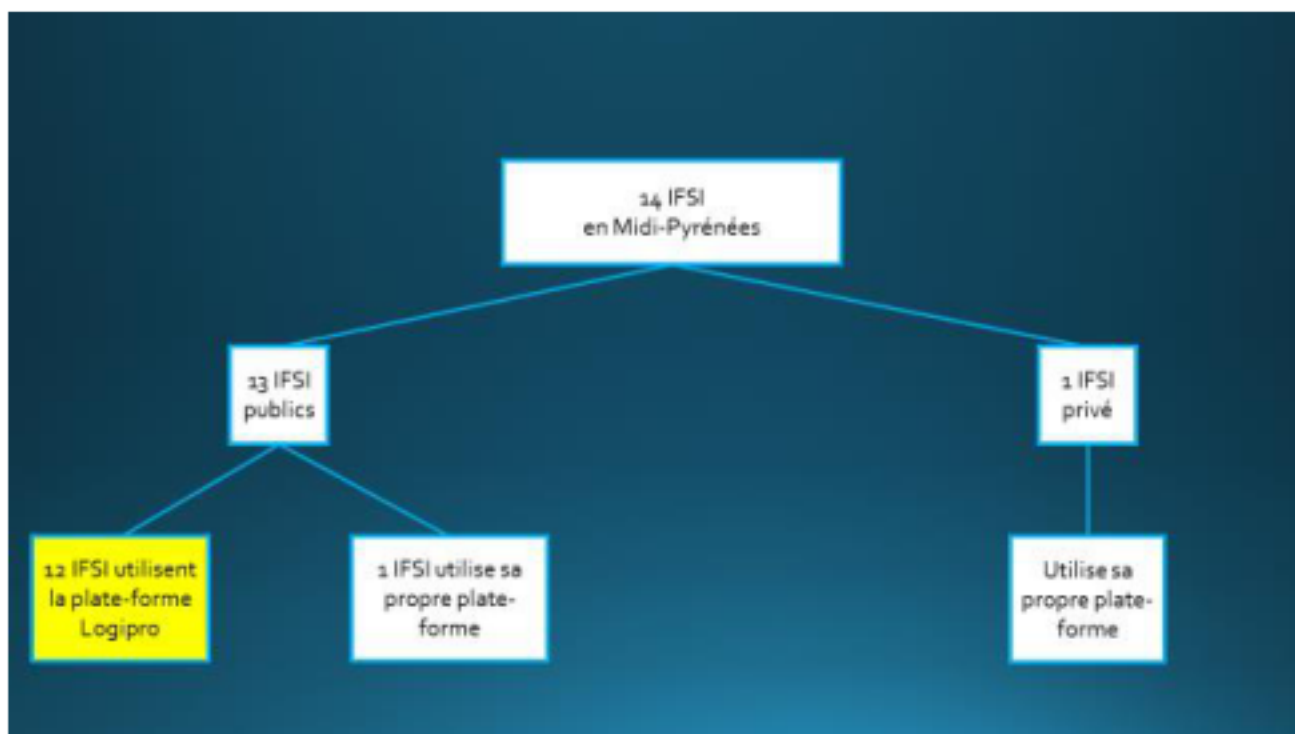 14 IFSI
en Midi-Pyrénées
13 IFSI
publics
1 IFSI
privé
12 IFSI utilisent
la plate-forme
Logipro
1 IFSI utilise sa
propre plate-
forme
Utilise sa
propre plate-
forme